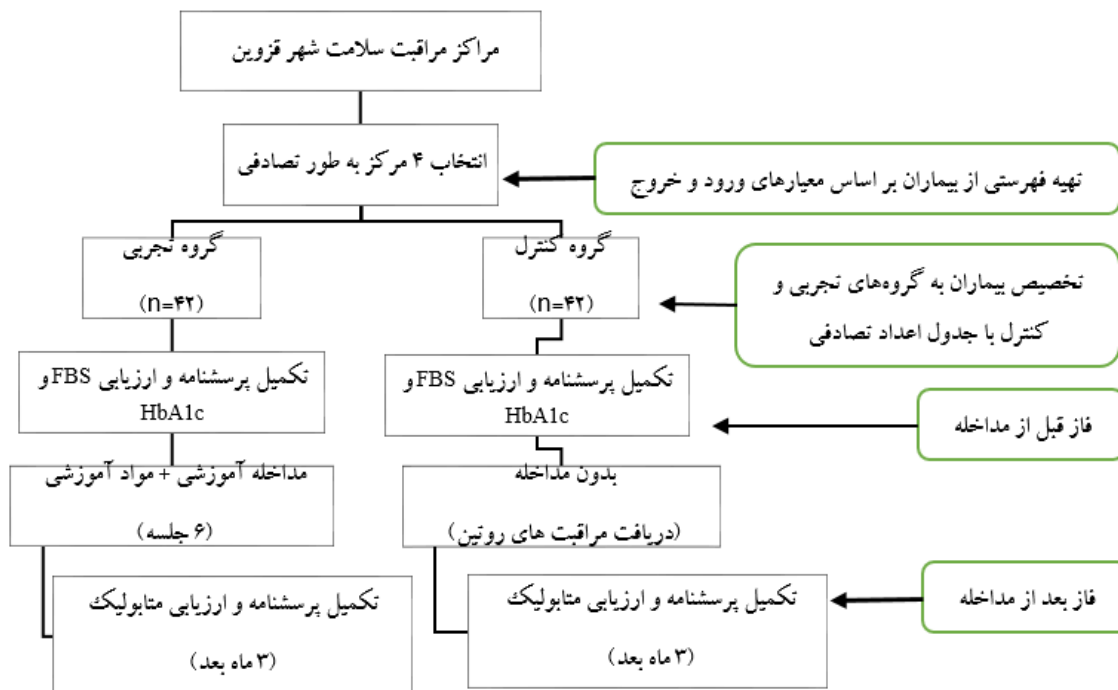 مراکز مراقبت سلامت شهر قزوین
انتخاب ۴ مرکز به طور تصادفی
تهیه فهرستی از بیماران بر اساس معیارهای ورود و خروج
گروه کنترل
(n=۴۲)
گروه تجربی
(n=۴۲)
تخصیص بیماران به گروه‌های تجربی و
کنترل با جدول اعداد تصادفی
تکمیل پرسشنامه و ارزیابی FBS و
HbA1c
تکمیل پرسشنامه و ارزیابی FBS و
HbA1c
فاز قبل از مداخله
بدون مداخله
(دریافت مراقبت های روتین)
مداخله آموزشی + مواد آموزشی
(۶ جلسه)
تکمیل پرسشنامه و ارزیابی متابولیک
(۳ ماه بعد)
تکمیل پرسشنامه و ارزیابی متابولیک
(۳ ماه بعد)
فاز بعد از مداخله